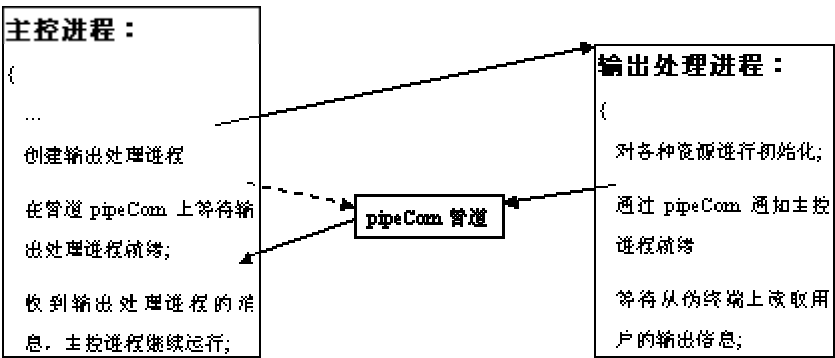 主控进程：
{
...
创建输出处理进程
在管道 pipeCom 上等待输
出处理进程就绪;
收到输出处理进程的消
息，主控进程继续运行;
pipeCom 管道
输出处理进程：
{
对各种资源进行初始化;
通过 pipeCom 通知主控
进程就绪
等待从伪终端上读取用
户的输出信息;